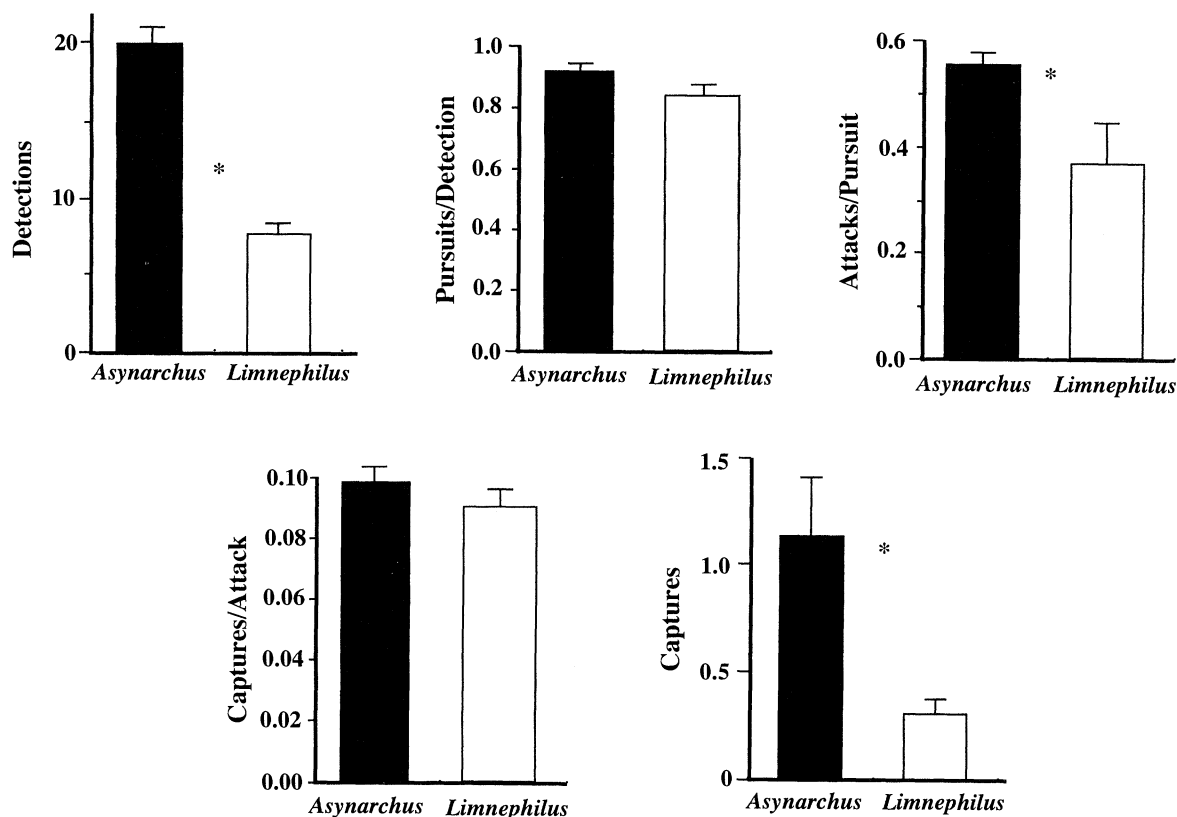 Detections
20
10
0
*
Asynarchus Limnephilus
Pursuits/Detection
1.0
0.8
0.6
0.4
0.2
0.0
Asynarchus Limnephilus
Attacks/Pursuit
0.6
0.4
0.2
0.0
*
Asynarchus Limnephilus
Captures/Attack
0.10
0.08
0.06
0.04
0.02
0.00
Asynarchus Limnephilus
Captures
1.5
1.0
0.5
0
*
Asynarchus Limnephilus